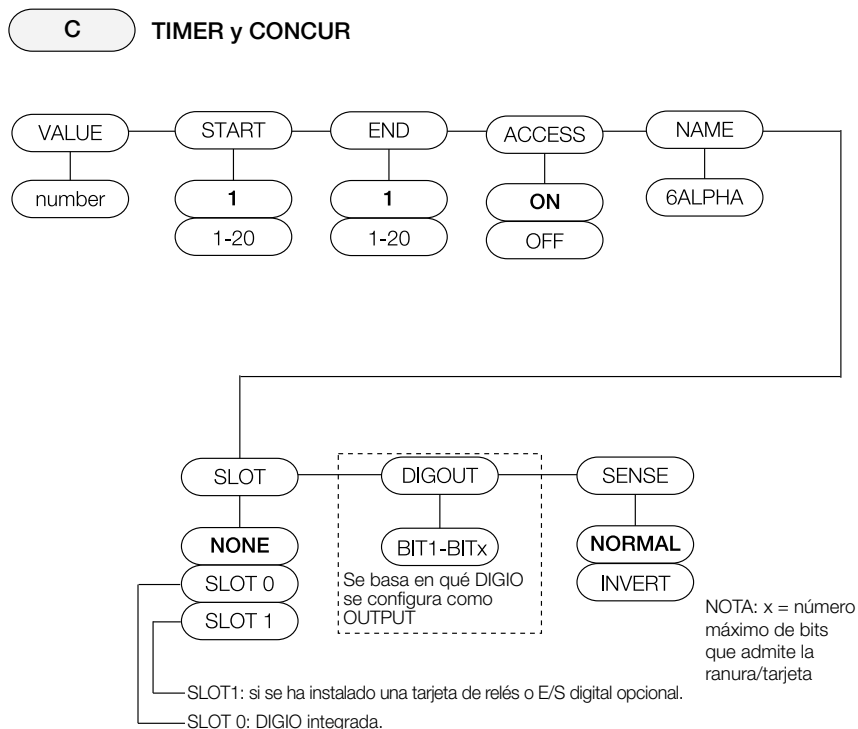 C TIMER y CONCUR
VALUE START END ACCESS NAME
number 1 1 ON 6ALPHA
1-20 1-20 OFF
SLOT DIGOUT SENSE
NONE BIT1-BITx NORMAL
SLOT 0 INVERT
SLOT 1
Se basa en qué DIGIO
se configura como
OUTPUT
NOTA: x = número
máximo de bits
que admite la
ranura/tarjeta
SLOT1: si se ha instalado una tarjeta de relés o E/S digital opcional.
SLOT 0: DIGIO integrada.